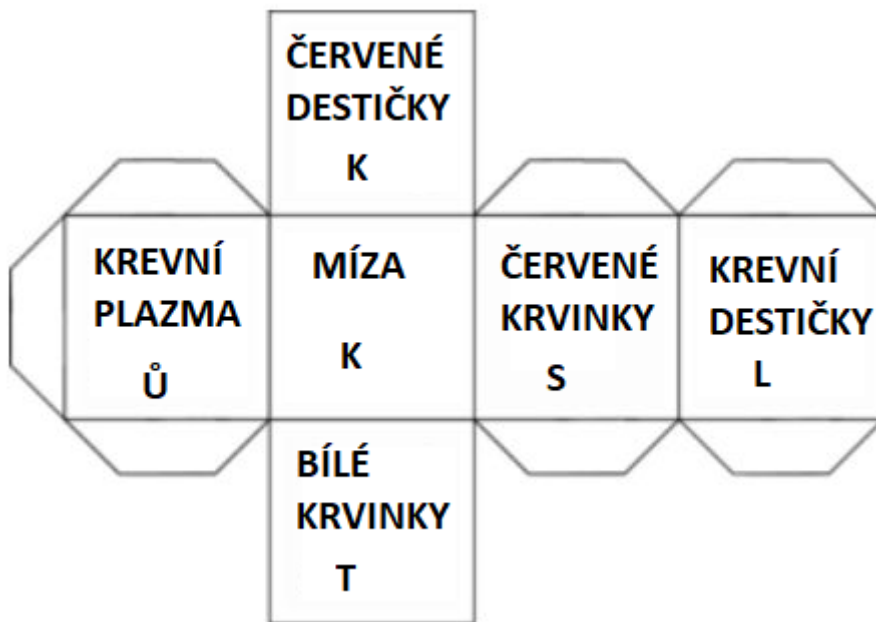 ČERVENÉ
DESTIČKY
K
KREVNÍ
PLAZMA
Ů
MÍZA
K
ČERVENÉ
KRVINKY
S
KREVNÍ
DESTIČKY
L
BÍLÉ
KRVINKY
T